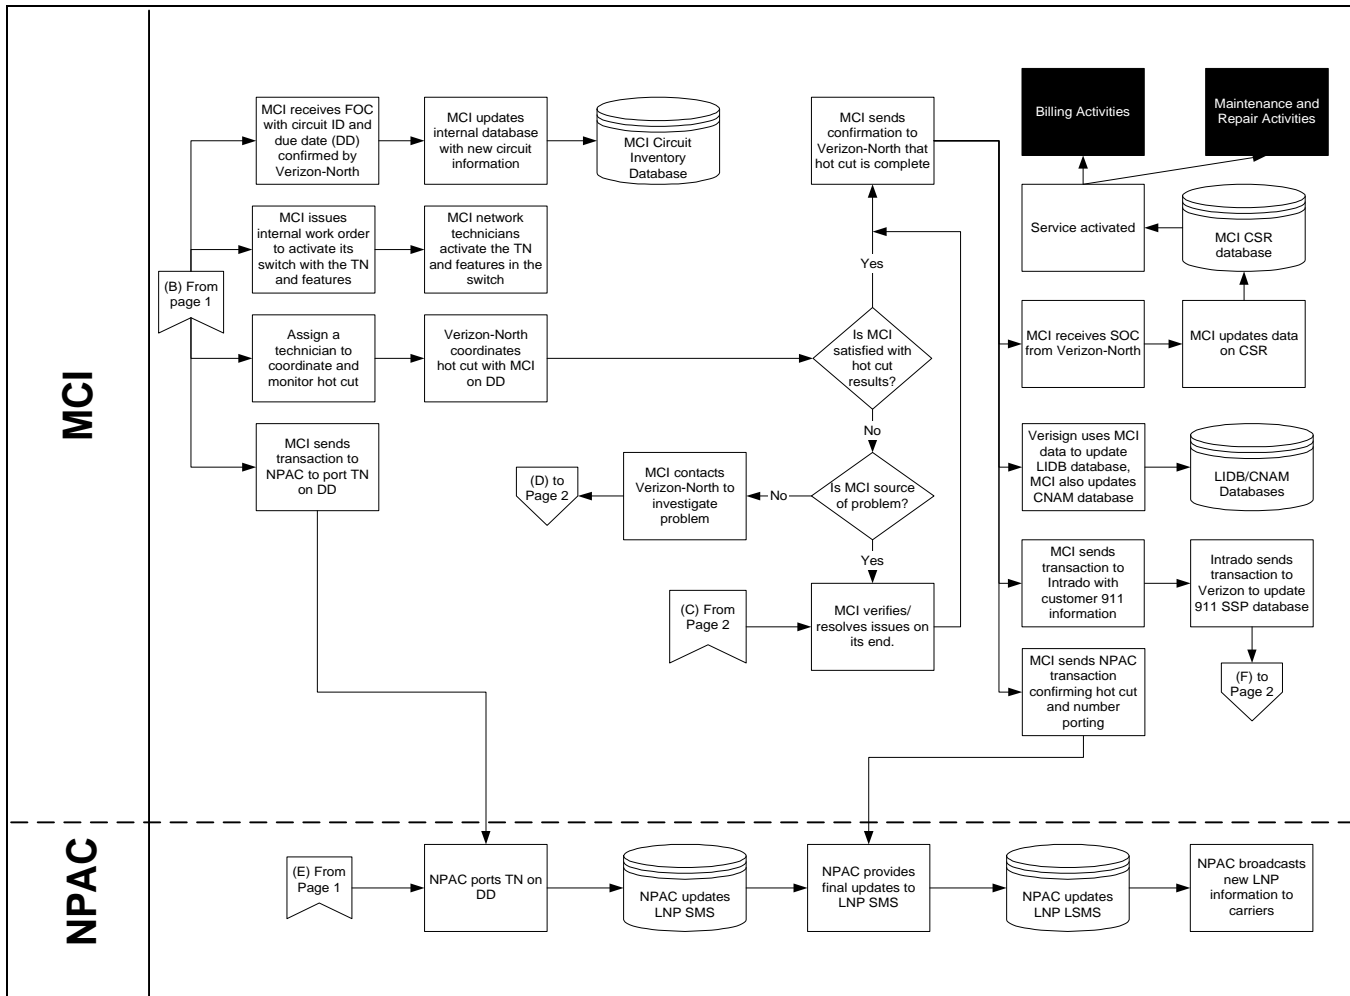 MCI
NPAC
(B) From
page 1
MCI receives FOC
with circuit ID and
due date (DD)
confirmed by
Verizon-North
MCI updates
internal database
with new circuit
information
MCI Circuit
Inventory
Database
MCI issues
internal work order
to activate its
switch with the TN
and features
MCI network
technicians
activate the TN
and features in the
switch
Assign a
technician to
coordinate and
monitor hot cut
Verizon-North
coordinates
hot cut with MCI
on DD
MCI sends
transaction to
NPAC to port TN
on DD
MCI sends
confirmation to
Verizon-North that
hot cut is complete
Yes
Is MCI
satisfied with
hot cut
results?
No
Is MCI source
of problem?
No
MCI contacts
Verizon-North to
investigate
problem
(D) to
Page 2
Yes
(C) From
Page 2
MCI verifies/
resolves issues on
its end.
Billing Activities
Maintenance and
Repair Activities
Service activated
MCI CSR
database
MCI receives SOC
from Verizon-North
MCI updates data
on CSR
Verisign uses MCI
data to update
LIDB database,
MCI also updates
CNAM database
LIDB/CNAM
Databases
MCI sends
transaction to
Intrado with
customer 911
information
Intrado sends
transaction to
Verizon to update
911 SSP database
(F) to
Page 2
MCI sends NPAC
transaction
confirming hot cut
and number
porting
(E) From
Page 1
NPAC ports TN on
DD
NPAC updates
LNP SMS
NPAC provides
final updates to
LNP SMS
NPAC updates
LNP LSMS
NPAC broadcasts
new LNP
information to
carriers